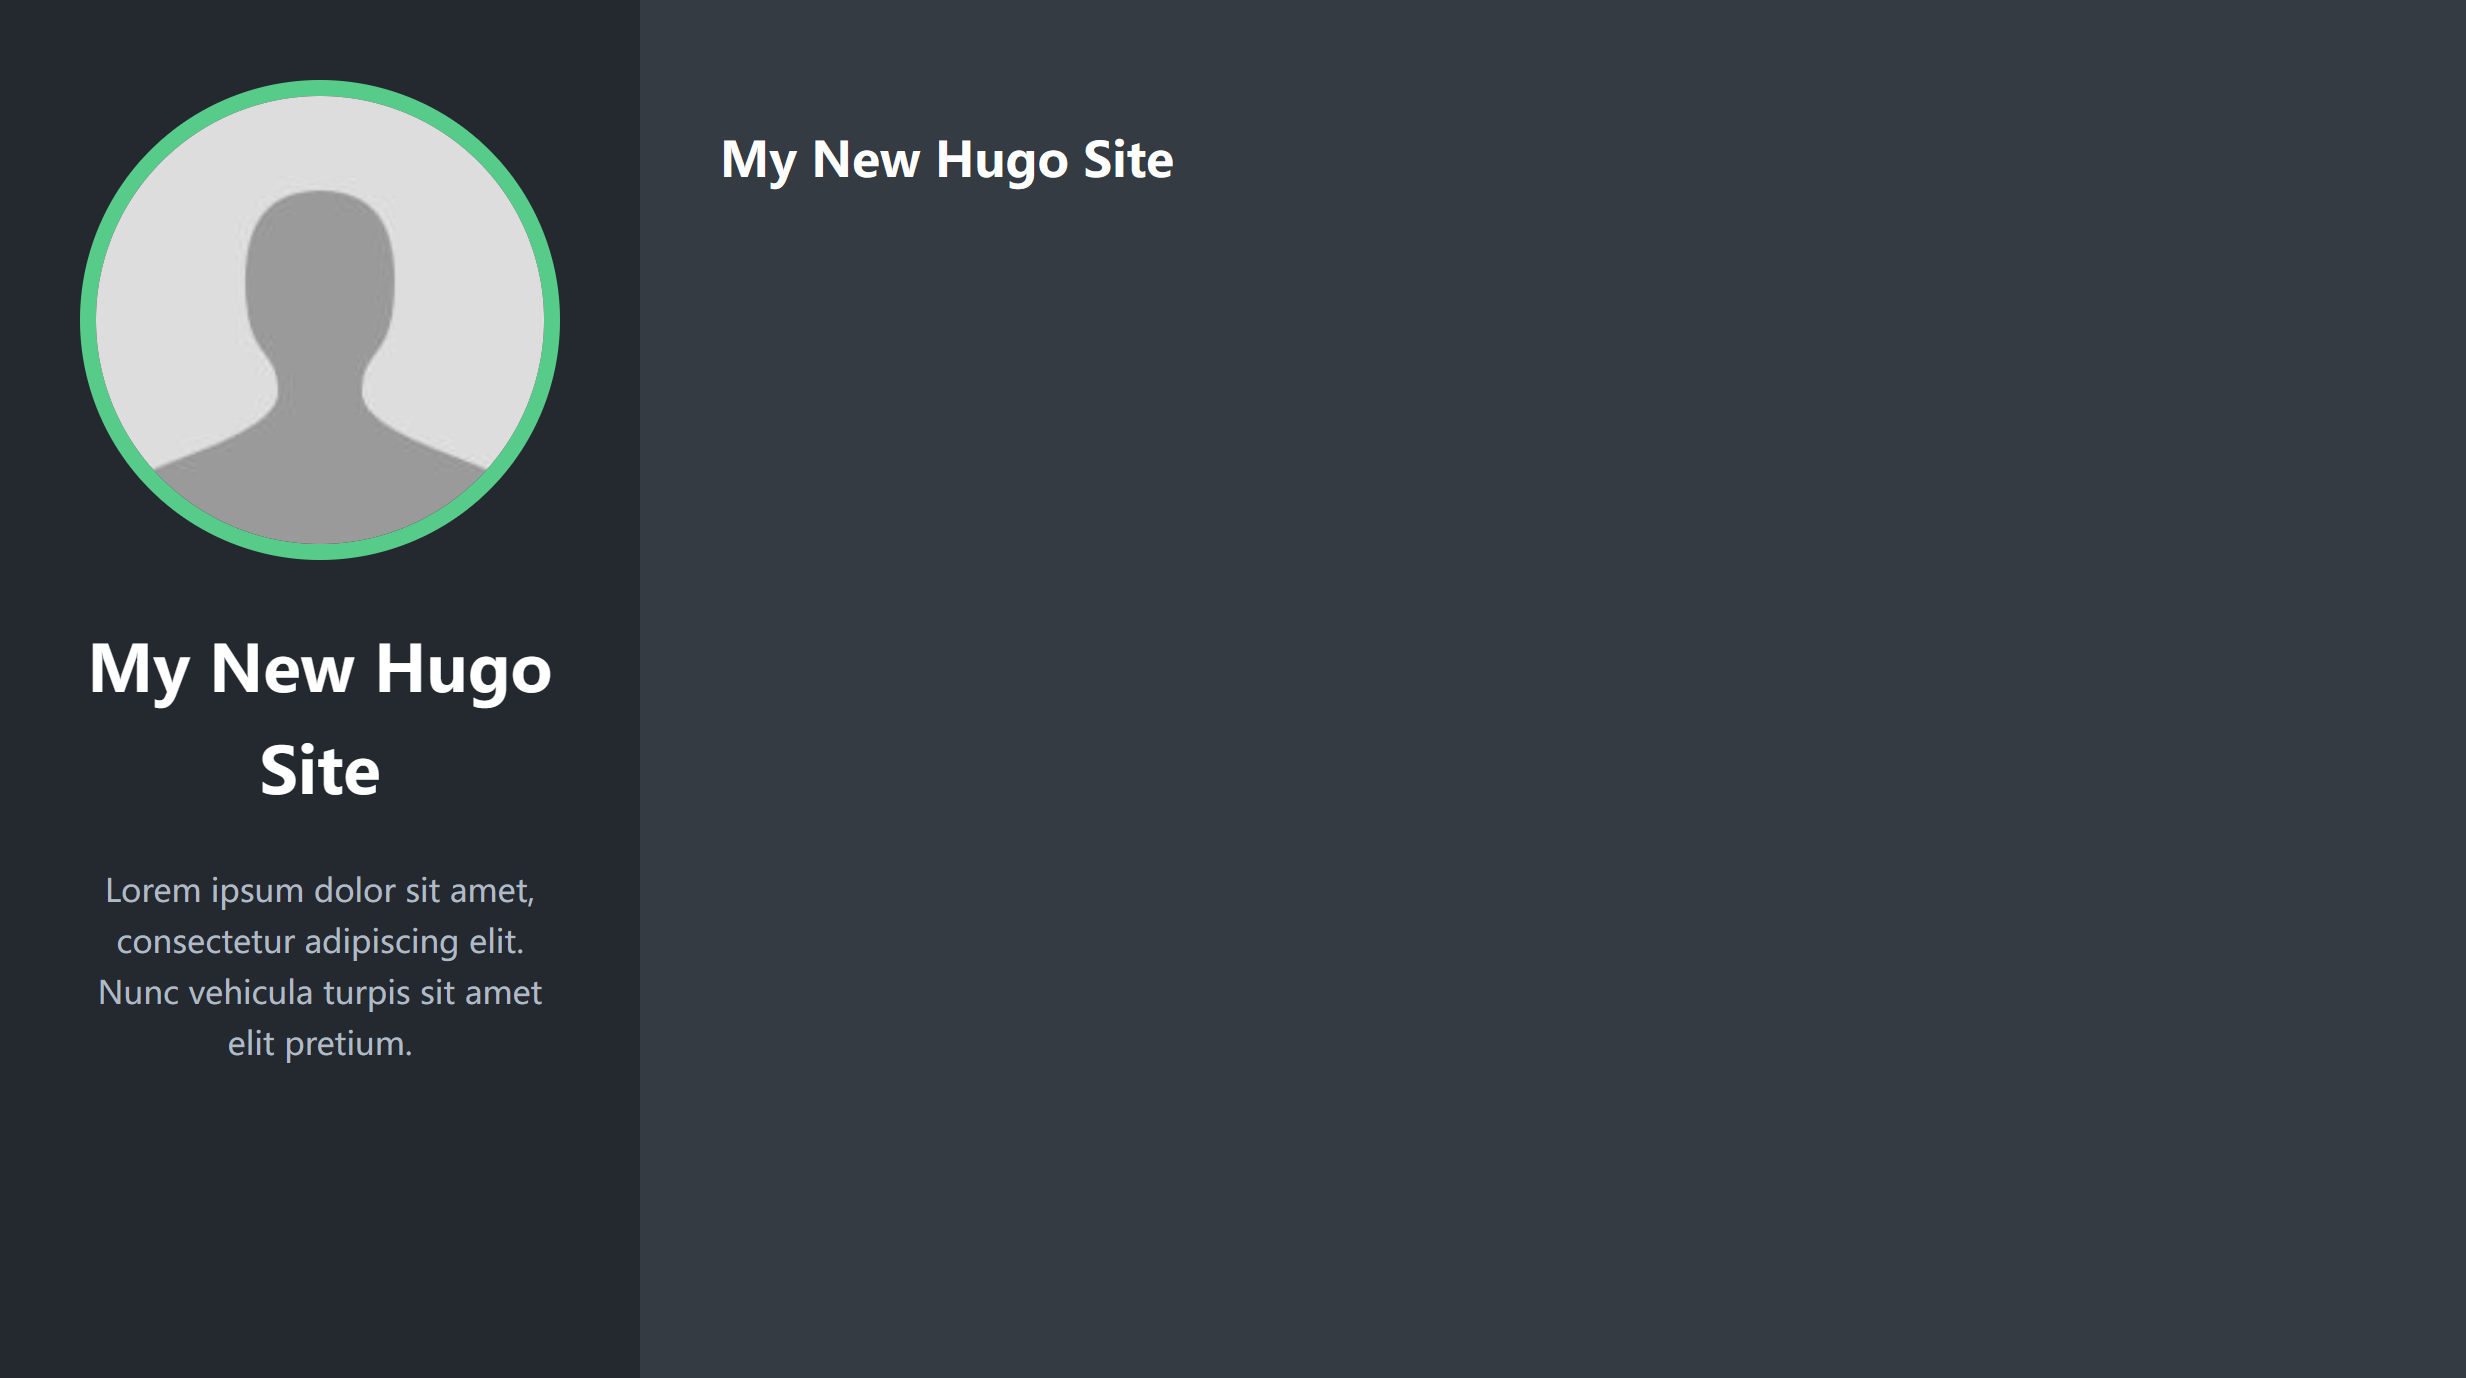 My New Hugo
Site
Lorem ipsum dolor sit amet,
consectetur adipiscing elit.
Nunc vehicula turpis sit amet
elit pretium.
My New Hugo Site